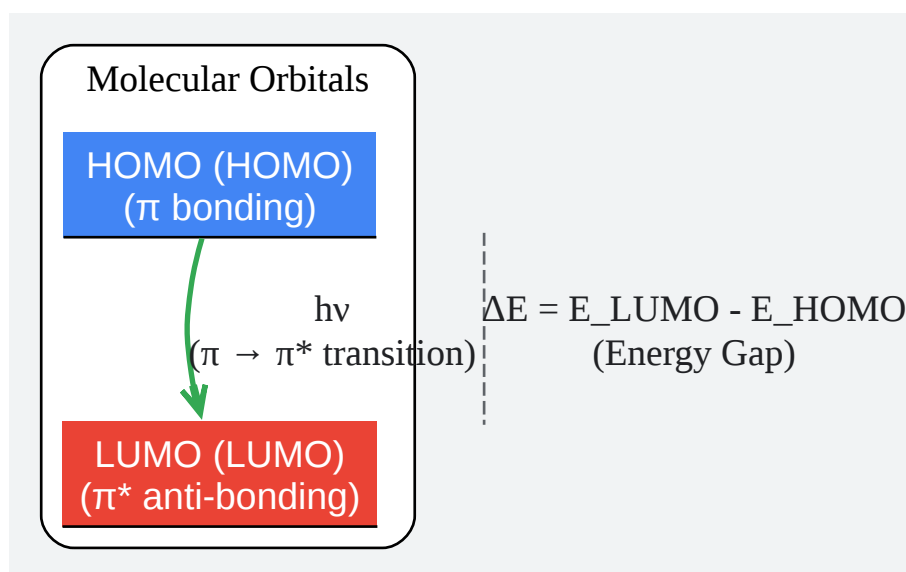 Molecular Orbitals
HOMO (HOMO)
(π bonding)
hν
(π → π* transition)
ΔE = E_LUMO - E_HOMO
(Energy Gap)
LUMO (LUMO)
(π* anti-bonding)